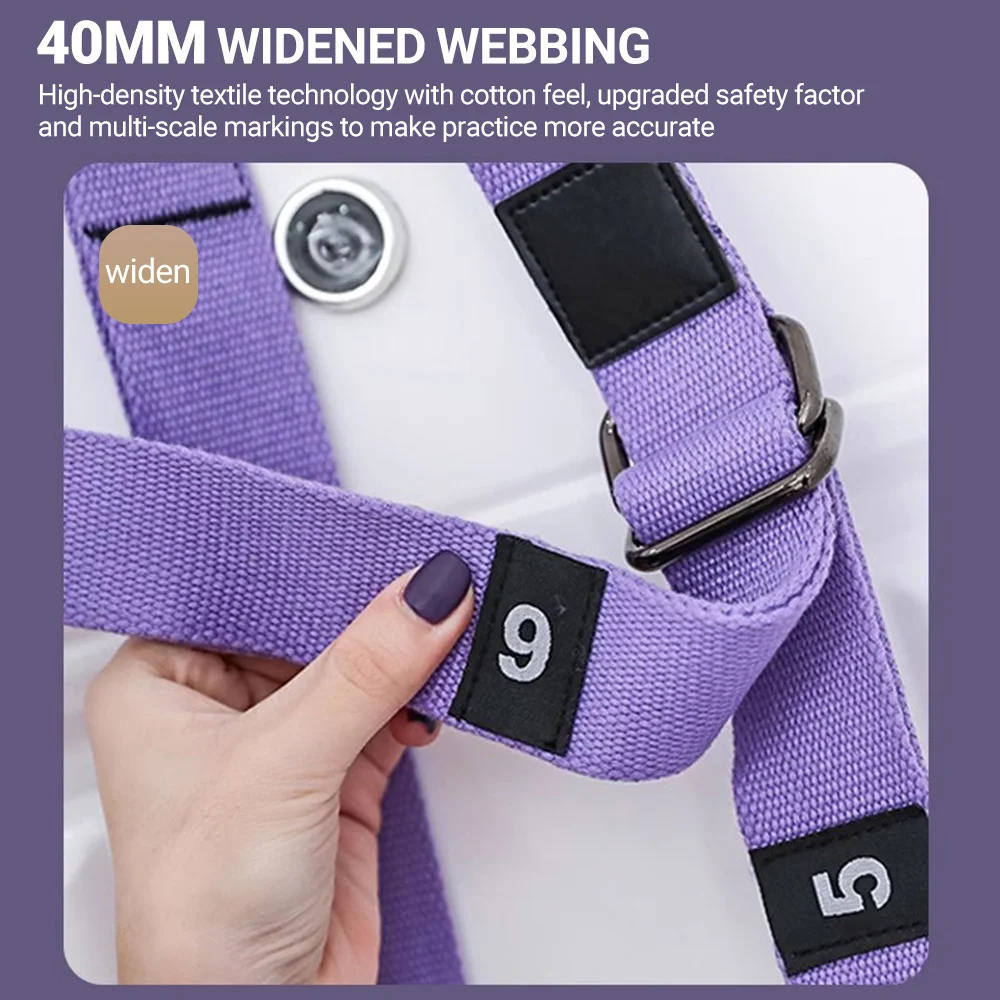 40MM WIDENED WEBBING
High-density textile technology with cotton feel, upgraded safety factor
and multi-scale markings to make practice more accurate
widen
9
5